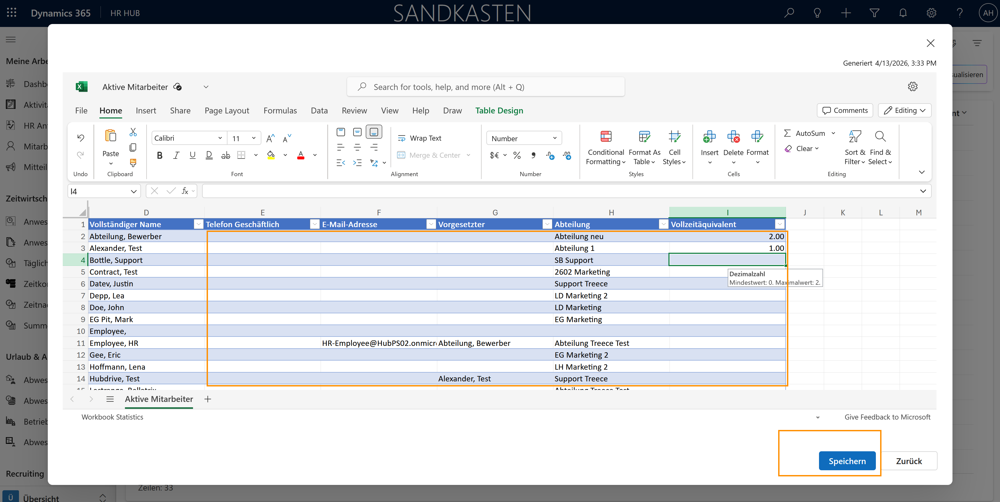 Dynamics 365
HR HUB
SANDKASTEN
AH
Meine Arbe
Dashb
Aktivit
HR An
Mitarb
Mitteil
Zeitwirtsch
Anwes
Anwes
Täglich
Zeitko
Zeitna
Summ
Urlaub & A
Abwes
Abwes
Betrieb
Abwes
Recruiting
Ü
Übersicht
Zeilen: 33
sualisieren
nt
Generiert 4/13/2026, 3:33 PM
Aktive Mitarbeiter
Search for tools, help, and more (Alt + Q)
File Home Insert Share Page Layout Formulas Data Review View Help Draw Table Design
Comments
Editing
Undo
Paste
Clipboard
Calibri
11
B I U D ab
A
Font
Wrap Text
Merge & Center
Alignment
Number
$€ % 9
Number
Conditional Formatting
Format As Table
Cell Styles
Styles
Insert
Delete
Format
Cells
AutoSum
Clear
Sort & Filter
Find & Select
Editing
I4
fx
D E F G H I J K L M
1 Vollständiger Name Telefon Geschäftlich E-Mail-Adresse Vorgesetzter Abteilung Vollzeitäquivalent
2 Abteilung, Bewerber Abteilung neu 2.00
3 Alexander, Test Abteilung 1 1.00
4 Bottle, Support SB Support
5 Contract, Test 2602 Marketing
6 Datev, Justin Support Treece
7 Depp, Lea LD Marketing 2
8 Doe, John LD Marketing
9 EG Pit, Mark EG Marketing
10 Employee,
11 Employee, HR HR-Employee@HubPS02.onmicr Abteilung, Bewerber Abteilung Treece Test
12 Gee, Eric EG Marketing 2
13 Hoffmann, Lena LH Marketing 2
14 Hubdrive, Test Alexander, Test Support Treece
15 Lestrange, Bellatrix Abteilung Treece Test
Dezimalzahl
Mindestwert: 0. Maximalwert: 2.
Aktive Mitarbeiter
Workbook Statistics
Give Feedback to Microsoft
Speichern
Zurück